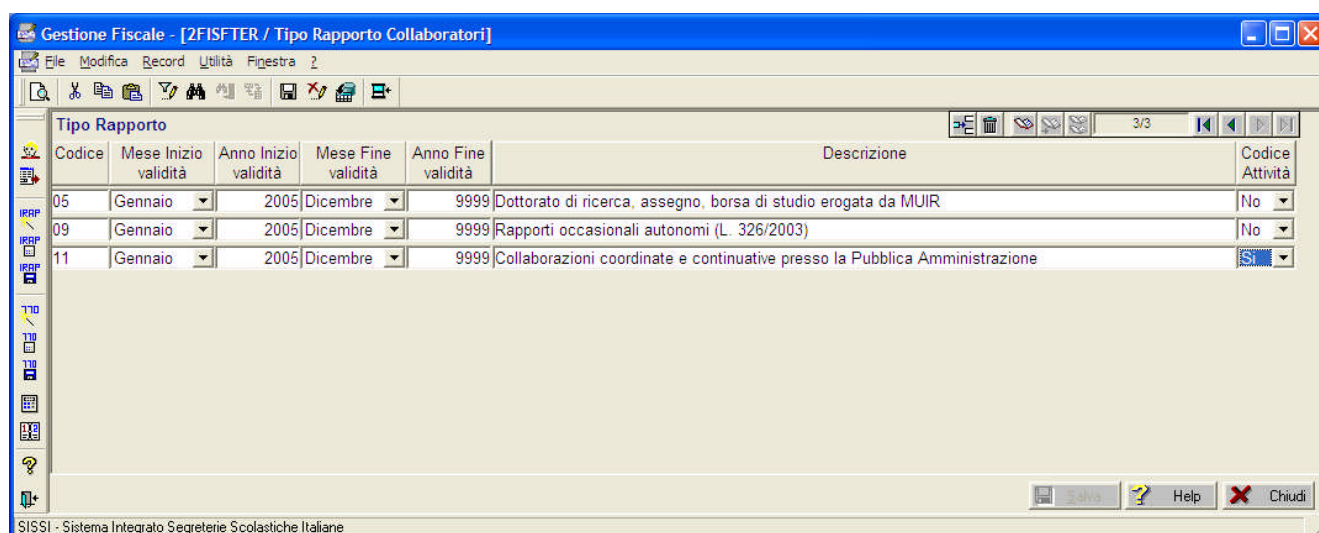 Gestione Fiscale - [2FISFTER / Tipo Rapporto Collaboratori]
File Modifica Record Utilità Finestra ?
Tipo Rapporto 3/3
Codice Mese Inizio validità Anno Inizio validità Mese Fine validità Anno Fine validità Descrizione Codice Attività
05 Gennaio 2005 Dicembre 9999 Dottorato di ricerca, assegno, borsa di studio erogata da MUIR No
09 Gennaio 2005 Dicembre 9999 Rapporti occasionali autonomi (L. 326/2003) No
11 Gennaio 2005 Dicembre 9999 Collaborazioni coordinate e continuative presso la Pubblica Amministrazione Si
IRAP
IRAP
IRAP
770
770
770
Salva Help Chiudi
SISSI - Sistema Integrato Segreterie Scolastiche Italiane